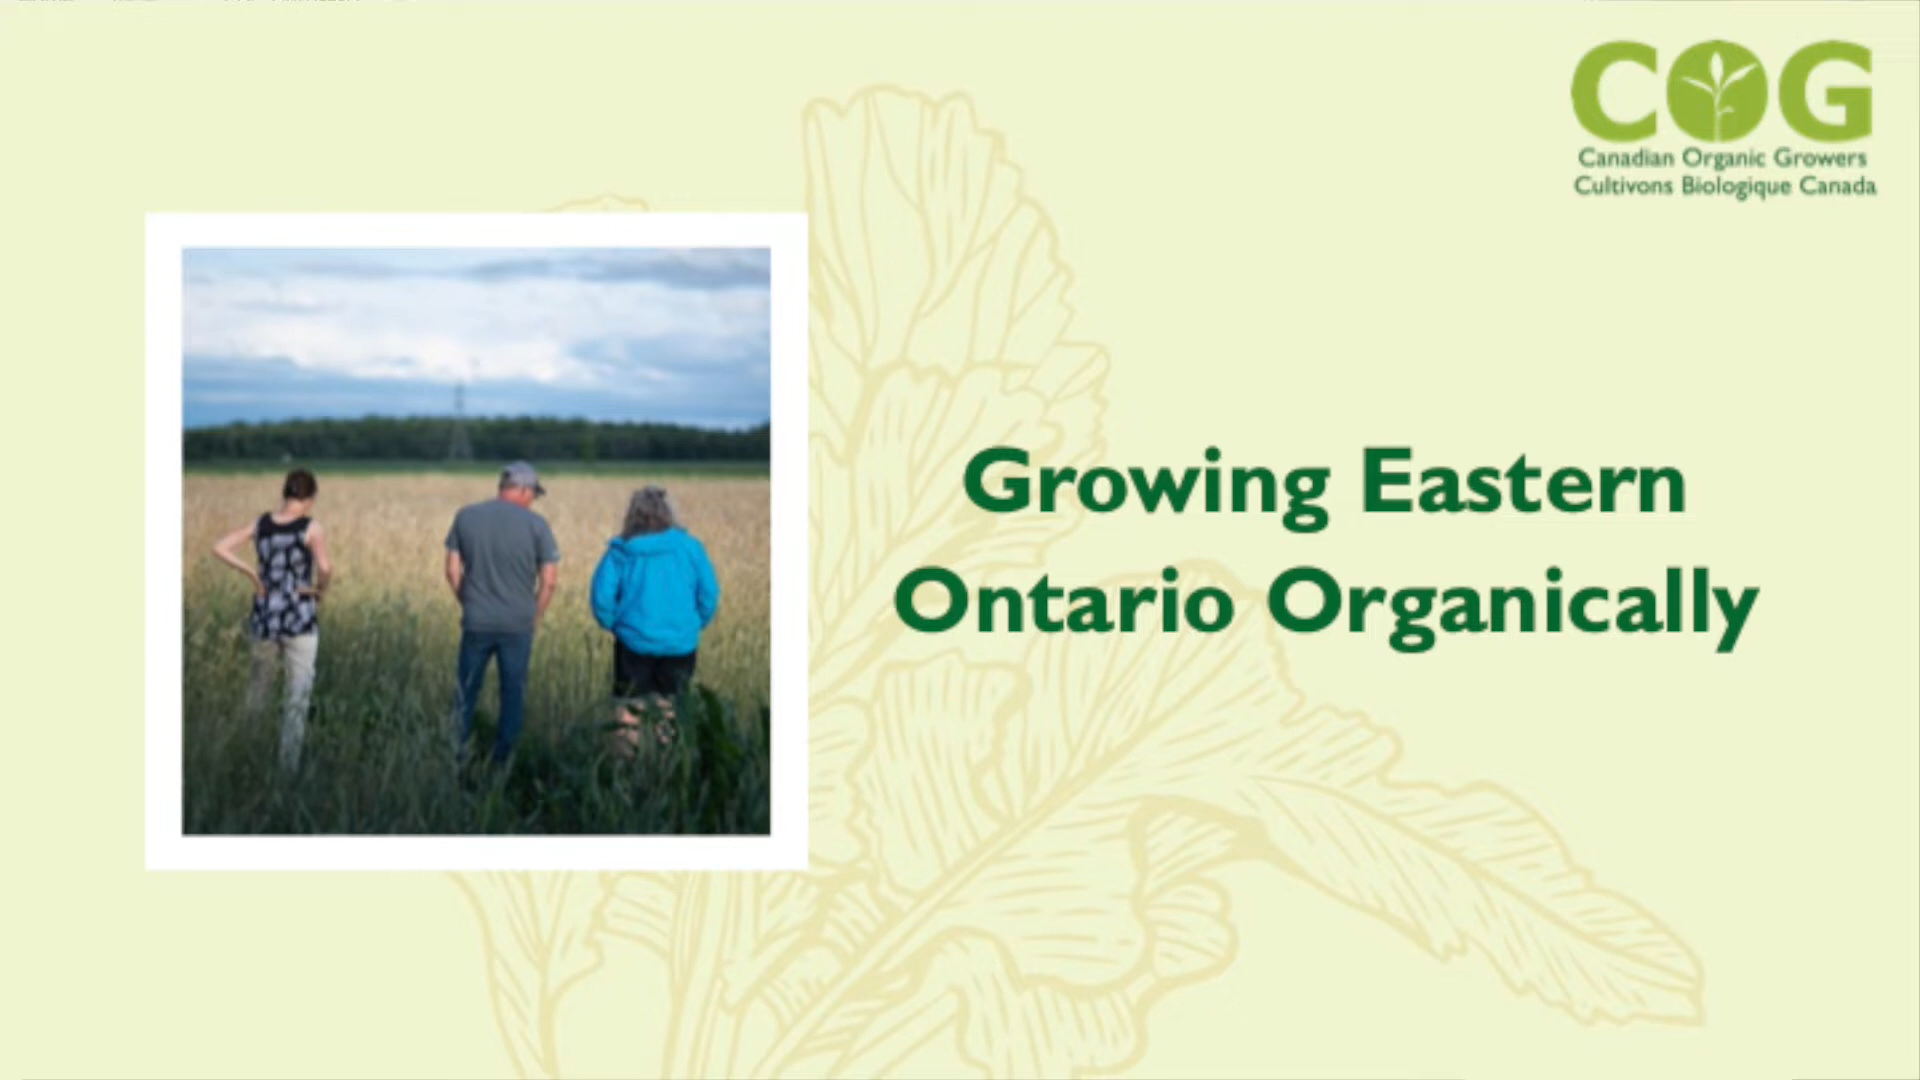 COG
Canadian Organic Growers
Cultivons Biologique Canada
Growing Eastern
Ontario Organically